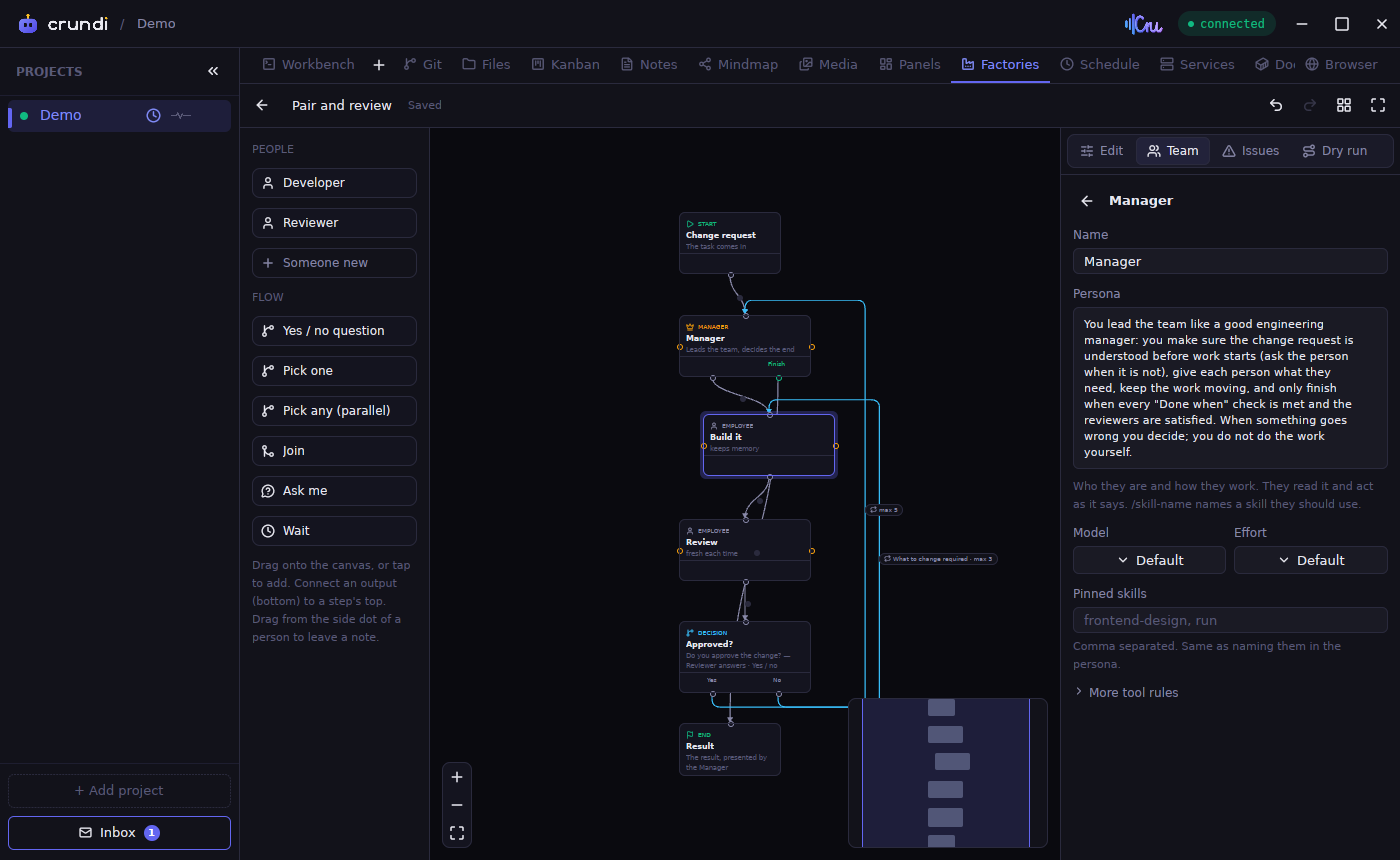 crundi / Demo
Cru
connected
PROJECTS
Workbench
Git
Files
Kanban
Notes
Mindmap
Media
Panels
Factories
Schedule
Services
Doc
Browser
Demo
Pair and review Saved
PEOPLE
Developer
Reviewer
Someone new
FLOW
Yes / no question
Pick one
Pick any (parallel)
Join
Ask me
Wait
Drag onto the canvas, or tap
to add. Connect an output
(bottom) to a step's top.
Drag from the side dot of a
person to leave a note.
START
Change request
The task comes in
MANAGER
Manager
Leads the team, decides the end
Finish
EMPLOYEE
Build it
keeps memory
EMPLOYEE
Review
fresh each time
DECISION
Approved?
Do you approve the change? —
Reviewer answers · Yes / no
Yes No
END
Result
The result, presented by
the Manager
max 5
What to change required · max 3
Edit
Team
Issues
Dry run
Manager
Name
Manager
Persona
You lead the team like a good engineering
manager: you make sure the change request is
understood before work starts (ask the person
when it is not), give each person what they
need, keep the work moving, and only finish
when every "Done when" check is met and the
reviewers are satisfied. When something goes
wrong you decide; you do not do the work
yourself.
Who they are and how they work. They read it and act
as it says. /skill-name names a skill they should use.
Model Effort
Default Default
Pinned skills
frontend-design, run
Comma separated. Same as naming them in the
persona.
More tool rules
+ Add project
Inbox 1